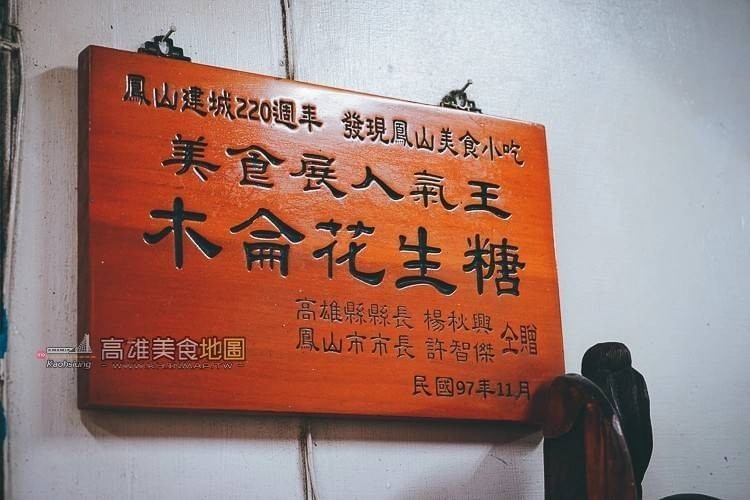 鳳山建城220週年 發現鳳山美食小吃
美食展人氣王
木侖花生糖
高雄縣縣長 楊秋興
鳳山市市長 許智傑
仝贈
民國97年11月
高雄美食地圖
Kaohsiung